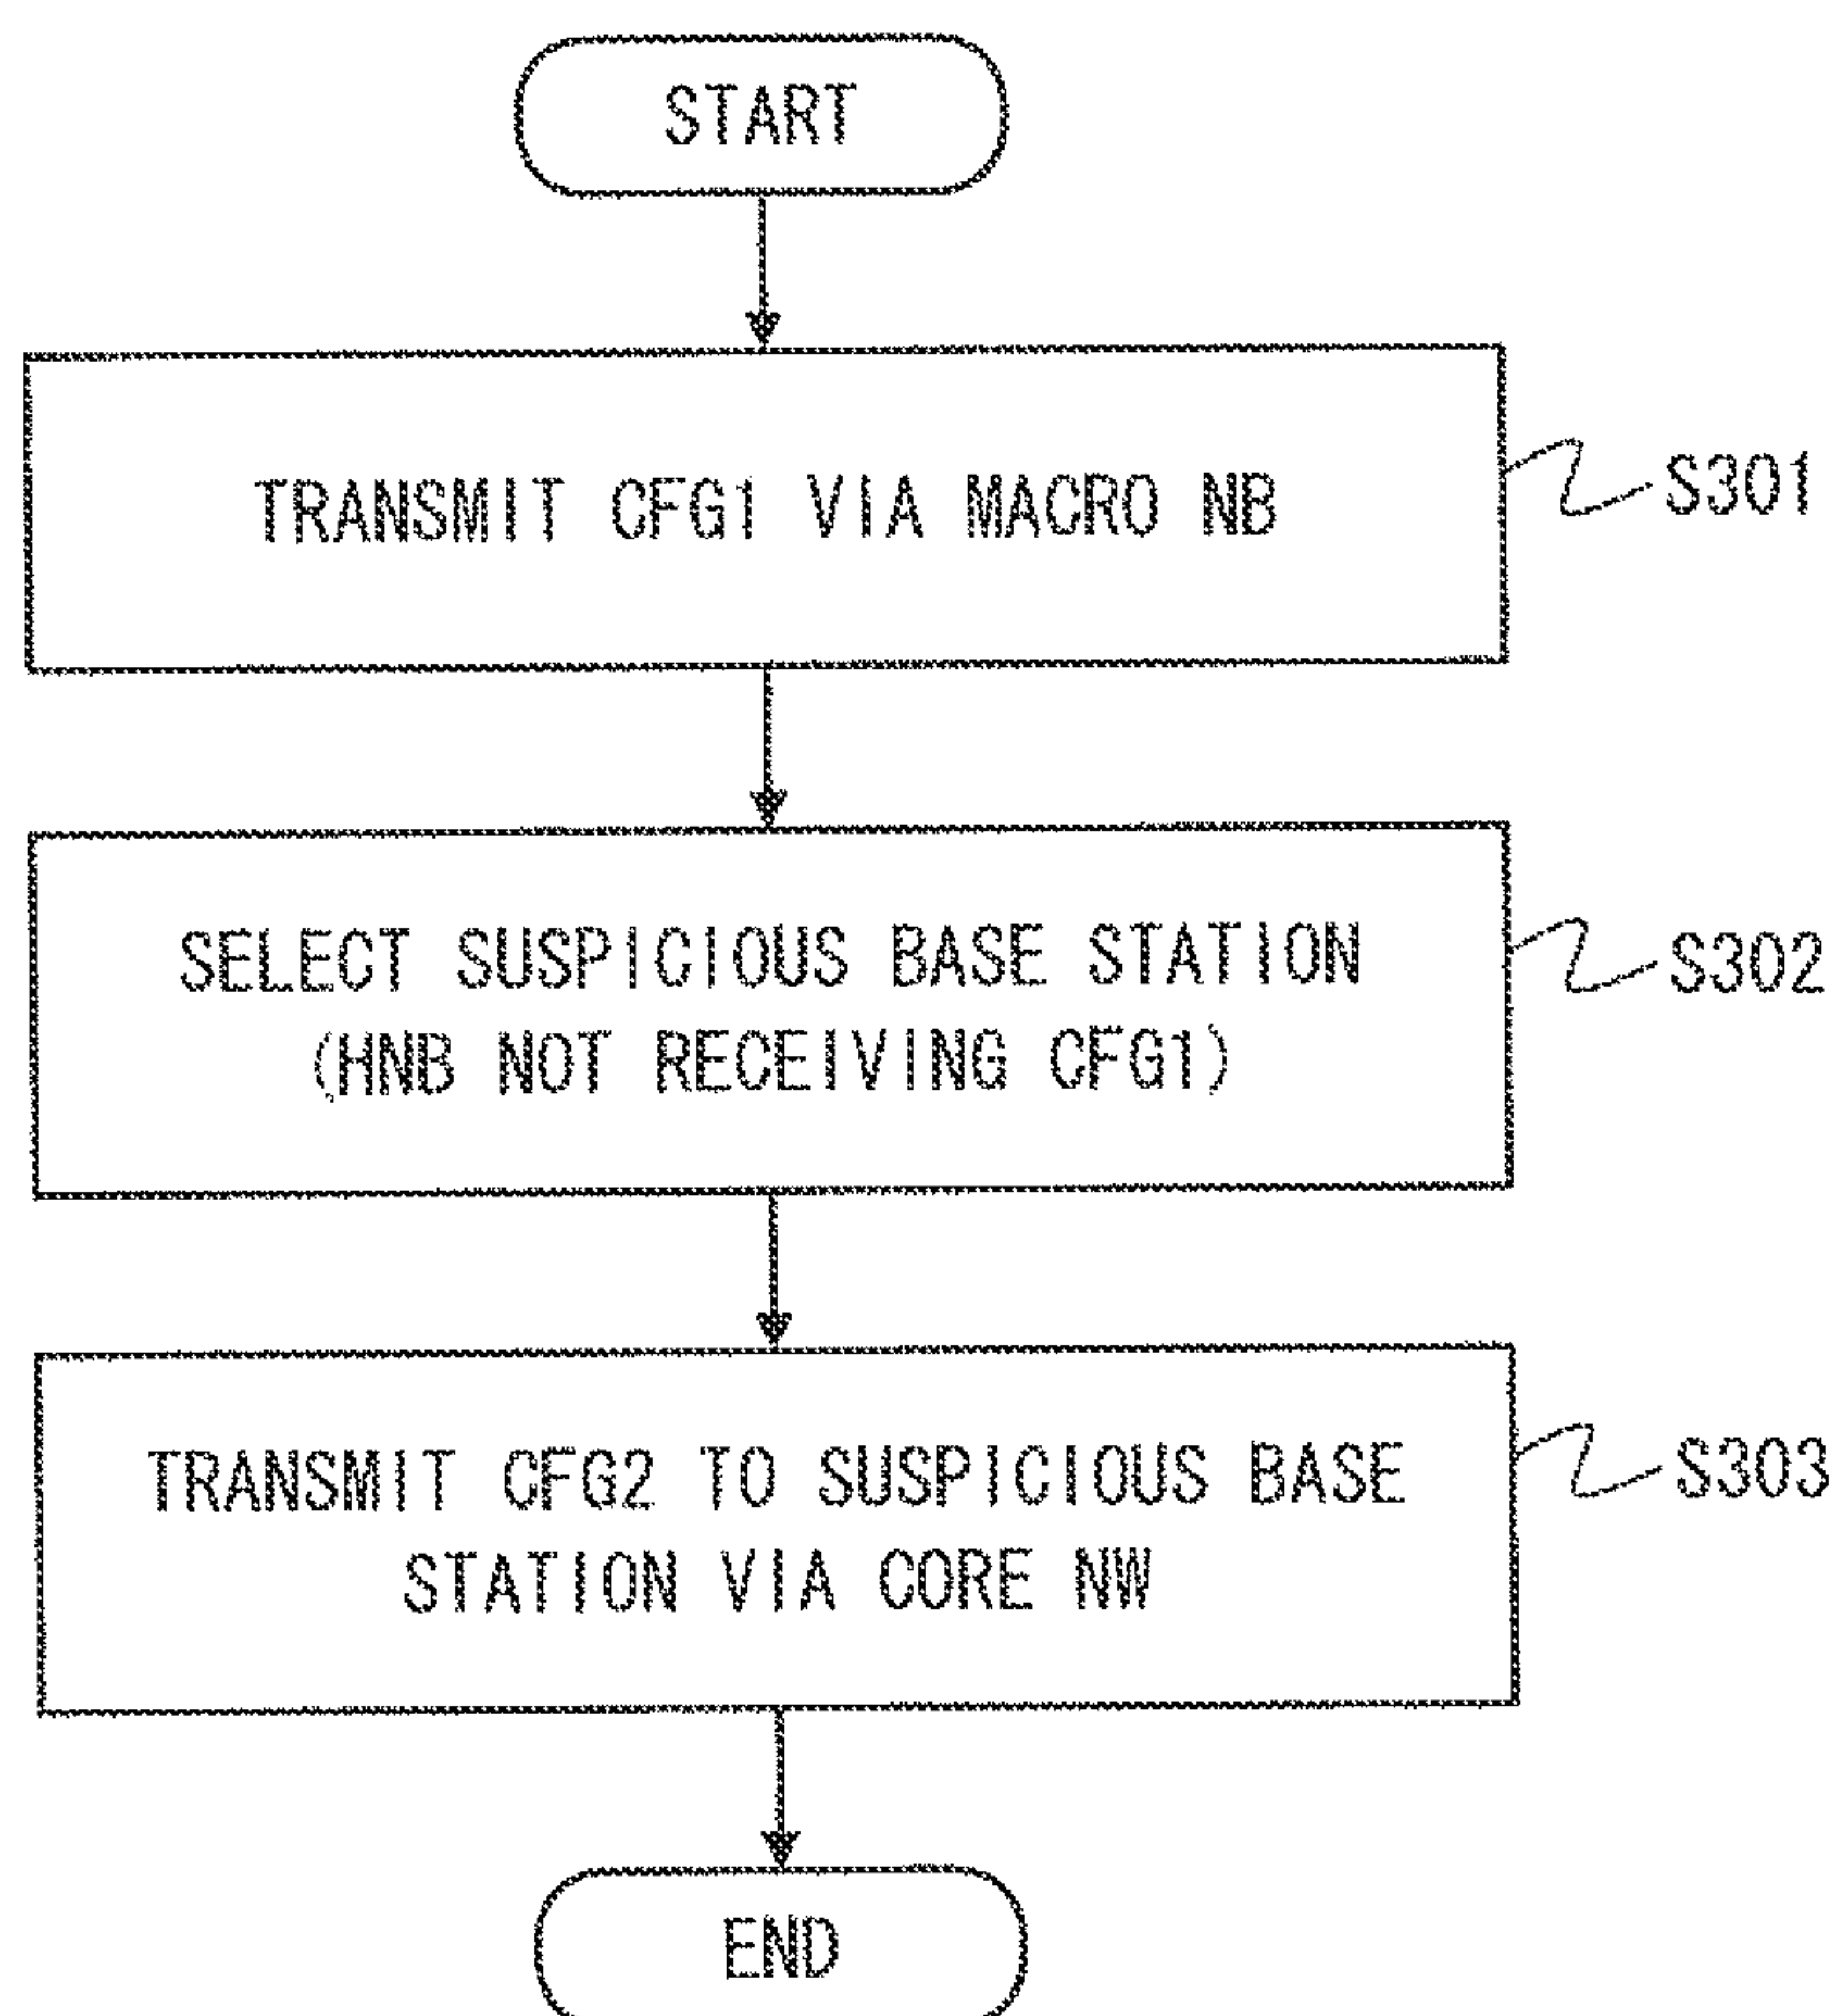 START
TRANSMIT CFG1 VIA MACRO NB
S301
SELECT SUSPICIOUS BASE STATION
(HNB NOT RECEIVING CFG1)
S302
TRANSMIT CFG2 TO SUSPICIOUS BASE
STATION VIA CORE NW
S303
END